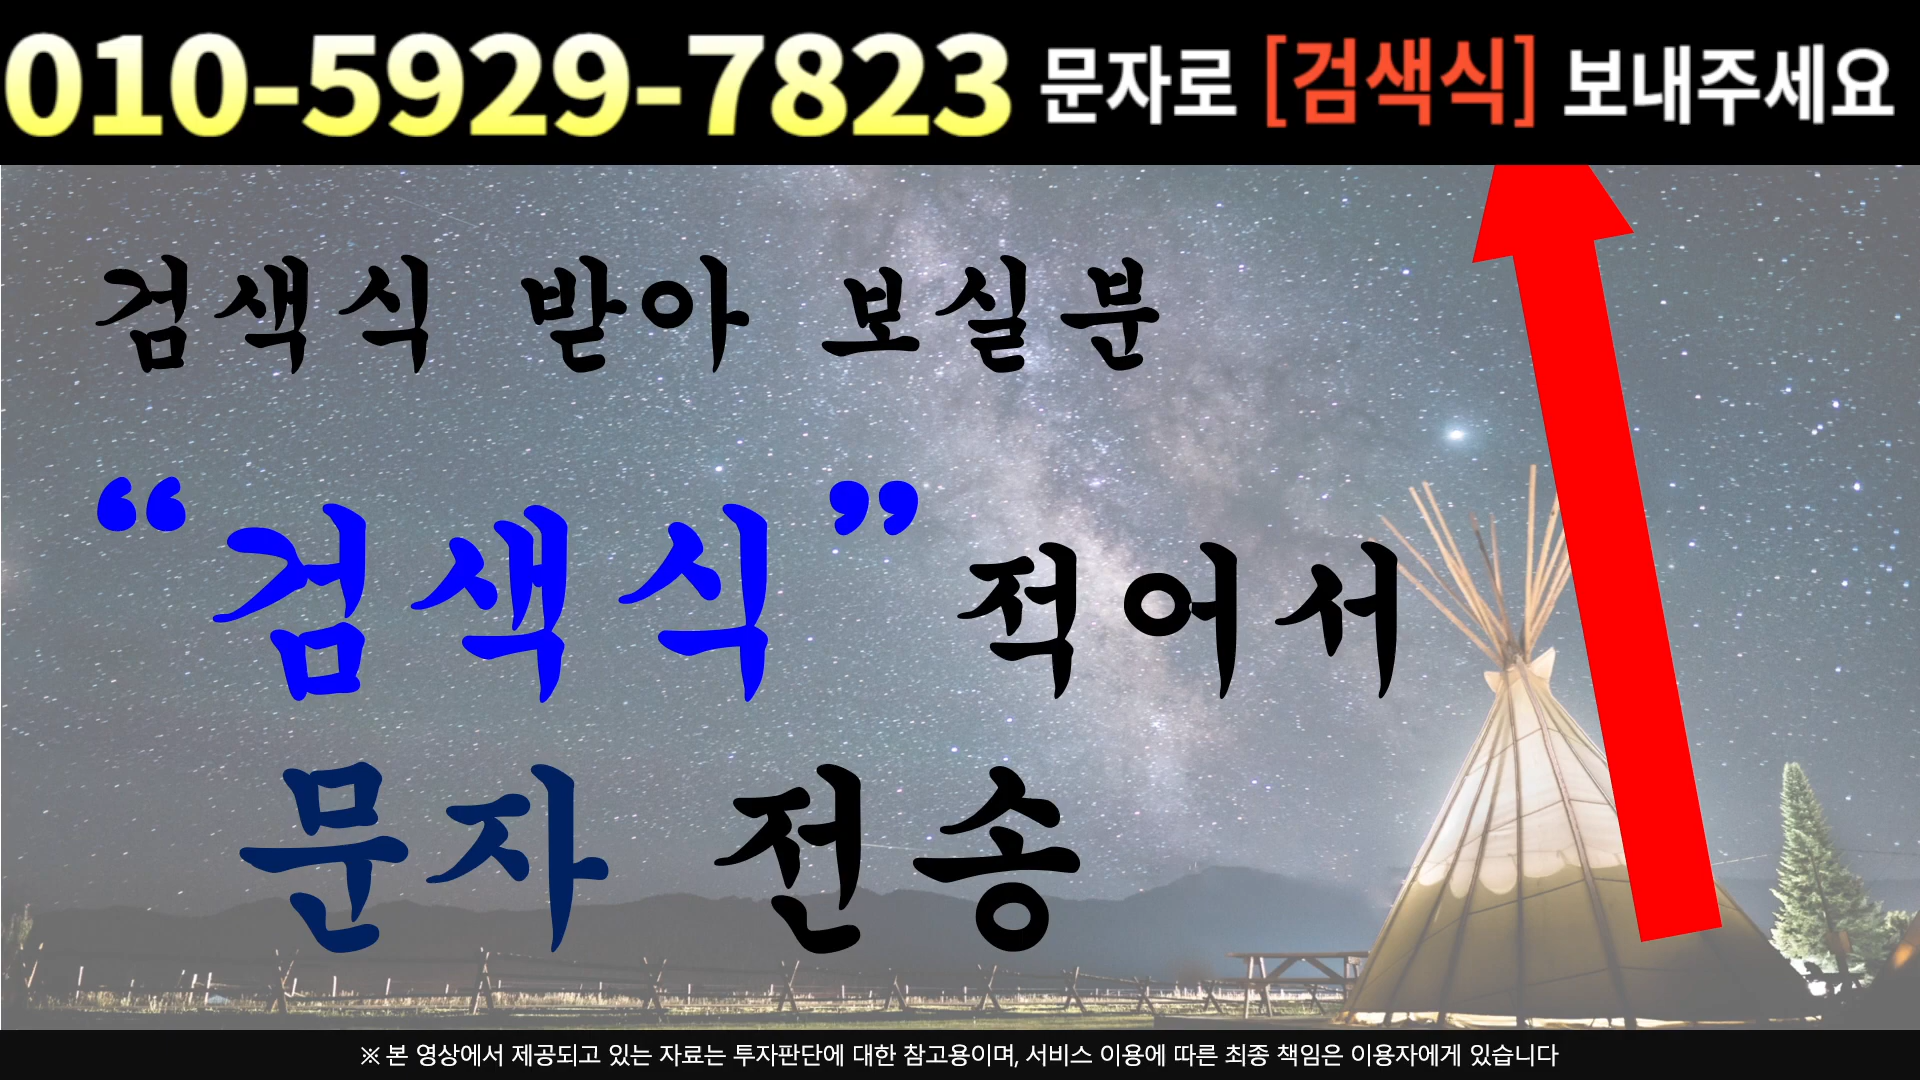 010-5929-7823 문자로 [검색식] 보내주세요
검색식 받아 보실분
“검색식” 적어서
문자 전송
※ 본 영상에서 제공되고 있는 자료는 투자판단에 대한 참고용이며, 서비스 이용에 따른 최종 책임은 이용자에게 있습니다